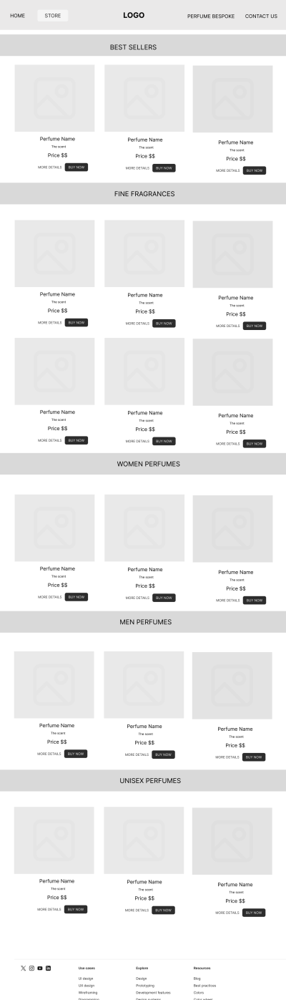 HOME STORE LOGO PERFUME BESPOKE CONTACT US
BEST SELLERS
Perfume Name Perfume Name Perfume Name
The scent The scent The scent
Price $$ Price $$ Price $$
MORE DETAILS BUY NOW MORE DETAILS BUY NOW MORE DETAILS BUY NOW
FINE FRAGRANCES
Perfume Name Perfume Name Perfume Name
The scent The scent The scent
Price $$ Price $$ Price $$
MORE DETAILS BUY NOW MORE DETAILS BUY NOW MORE DETAILS BUY NOW
Perfume Name Perfume Name Perfume Name
The scent The scent The scent
Price $$ Price $$ Price $$
MORE DETAILS BUY NOW MORE DETAILS BUY NOW MORE DETAILS BUY NOW
WOMEN PERFUMES
Perfume Name Perfume Name Perfume Name
The scent The scent The scent
Price $$ Price $$ Price $$
MORE DETAILS BUY NOW MORE DETAILS BUY NOW MORE DETAILS BUY NOW
MEN PERFUMES
Perfume Name Perfume Name Perfume Name
The scent The scent The scent
Price $$ Price $$ Price $$
MORE DETAILS BUY NOW MORE DETAILS BUY NOW MORE DETAILS BUY NOW
UNISEX PERFUMES
Perfume Name Perfume Name Perfume Name
The scent The scent The scent
Price $$ Price $$ Price $$
MORE DETAILS BUY NOW MORE DETAILS BUY NOW MORE DETAILS BUY NOW
Use cases Explore Resources
UI design Design Blog
UX design Prototyping Best practices
Wireframing Development features Colors
Diagramming Design systems Color wheel